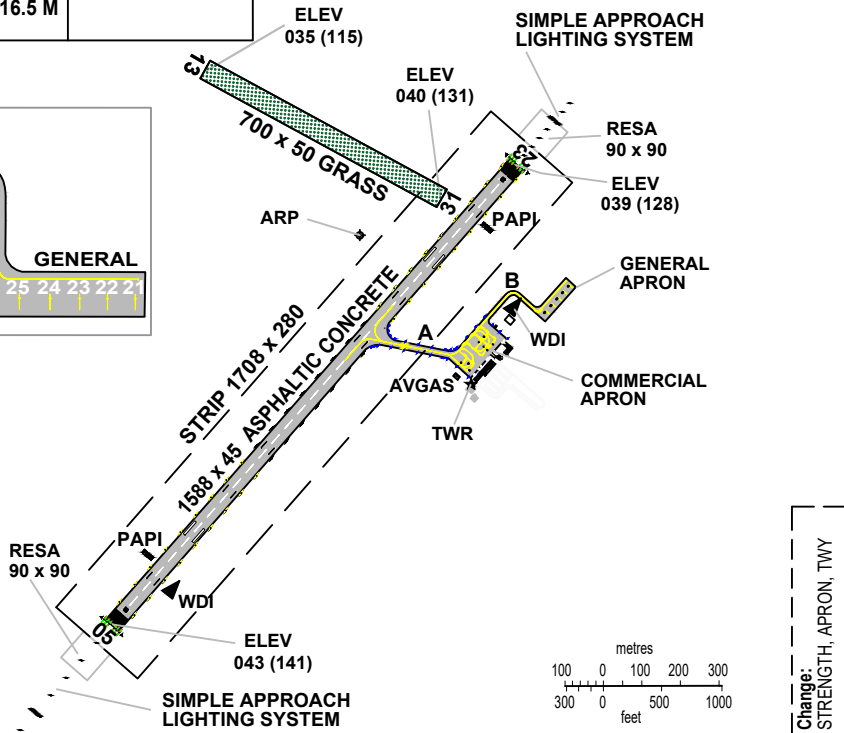 16.5 M
ELEV
035 (115)
SIMPLE APPROACH
LIGHTING SYSTEM
13
ELEV
040 (131)
700 x 50 GRASS
31
23
RESA
90 x 90
ELEV
039 (128)
ARP
PAPI
GENERAL
25 24 23 22 21
GENERAL
APRON
B
WDI
A
STRIP 1708 x 280
1588 x 45 ASPHALTIC CONCRETE
AVGAS
COMMERCIAL
APRON
TWR
PAPI
RESA
90 x 90
WDI
05
ELEV
043 (141)
SIMPLE APPROACH
LIGHTING SYSTEM
metres
100 0 100 200 300
300 0 500 1000
feet
Change:
STRENGTH, APRON, TWY